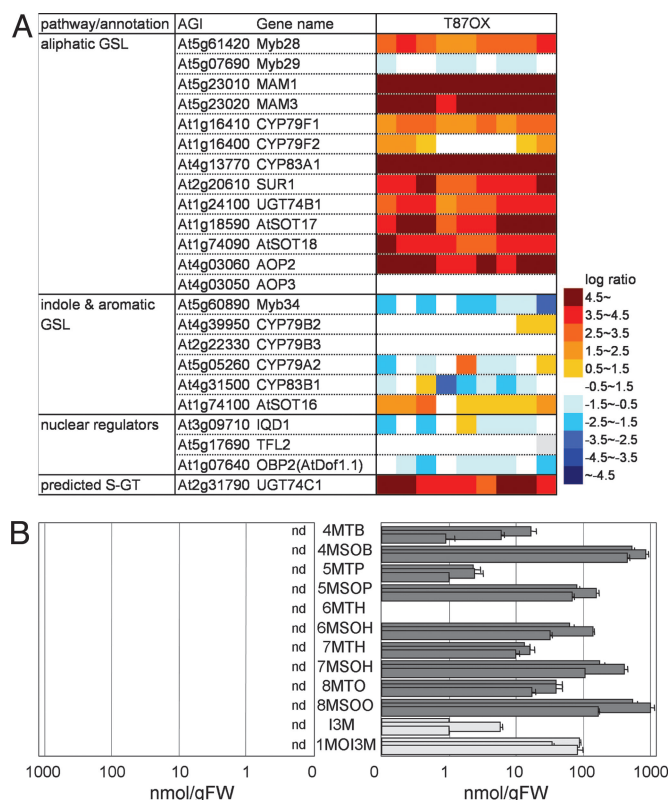 A
pathway/annotation AGI Gene name T87OX
aliphatic GSL At5g61420 Myb28
At5g07690 Myb29
At5g23010 MAM1
At5g23020 MAM3
At1g16410 CYP79F1
At1g16400 CYP79F2
At4g13770 CYP83A1
At2g20610 SUR1
At1g24100 UGT74B1
At1g18590 AtSOT17
At1g74090 AtSOT18
At4g03060 AOP2
At4g03050 AOP3
indole & aromatic At5g60890 Myb34
GSL At4g39950 CYP79B2
At2g22330 CYP79B3
At5g05260 CYP79A2
At4g31500 CYP83B1
At1g74100 AtSOT16
nuclear regulators At3g09710 IQD1
At5g17690 TFL2
At1g07640 OBP2(AtDof1.1)
predicted S-GT At2g31790 UGT74C1
log ratio
4.5~
3.5~4.5
2.5~3.5
1.5~2.5
0.5~1.5
-0.5~1.5
-1.5~-0.5
-2.5~-1.5
-3.5~-2.5
-4.5~-3.5
~-4.5
B
nd 4MTB
nd 4MSOB
nd 5MTP
nd 5MSOP
nd 6MTH
nd 6MSOH
nd 7MTH
nd 7MSOH
nd 8MTO
nd 8MSOO
nd I3M
nd 1MOI3M
1000 100 10 1 0 0 1 10 100 1000
nmol/gFW nmol/gFW